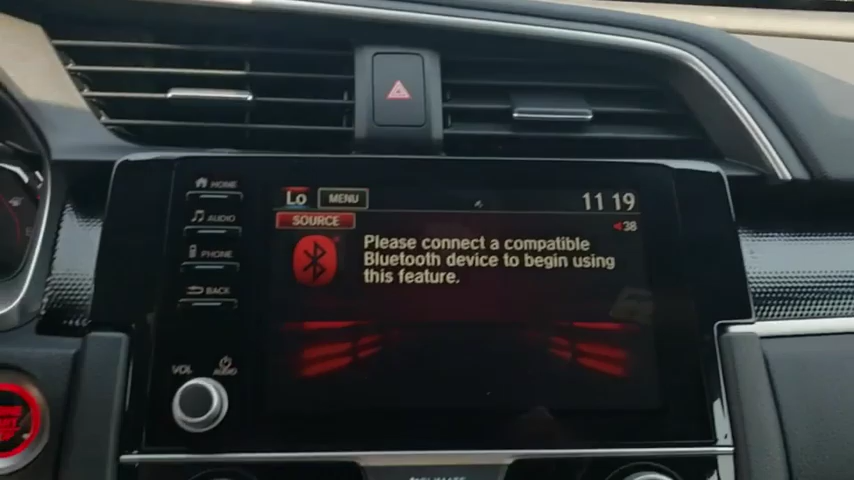 HOME
Lo MENU
11 19
AUDIO
SOURCE
38
Please connect a compatible
Bluetooth device to begin using
this feature.
PHONE
BACK
VOL
AUDIO
CLIMATE